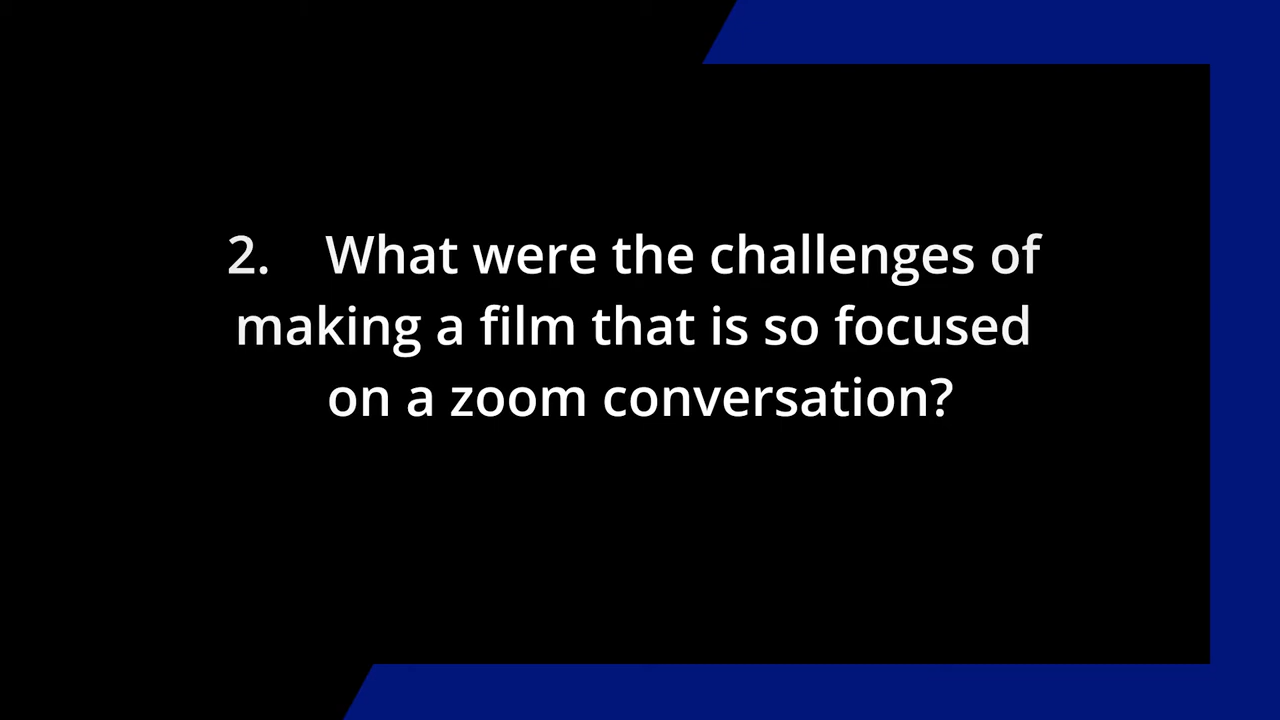 2. What were the challenges of
making a film that is so focused
on a zoom conversation?